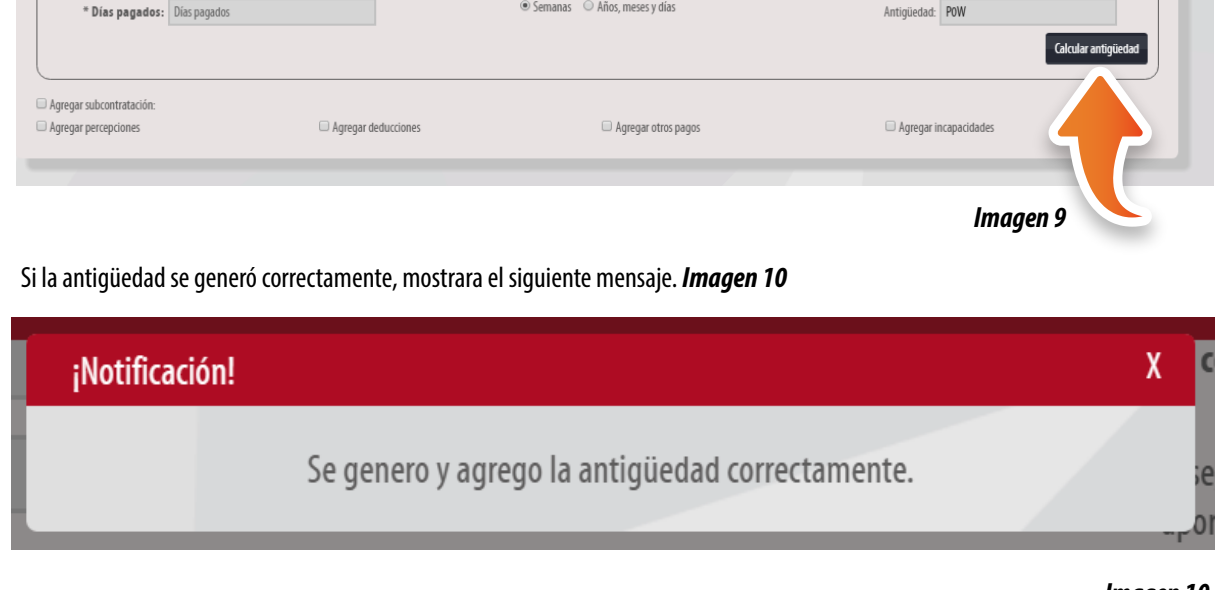 * Días pagados: Días pagados Semanas Años, meses y días Antigüedad: P0W
Calcular antigüedad
Agregar subcontratación:
Agregar percepciones Agregar deducciones Agregar otros pagos Agregar incapacidades
Imagen 9
Si la antigüedad se generó correctamente, mostrara el siguiente mensaje. Imagen 10
¡Notificación! X
Se genero y agrego la antigüedad correctamente.
Imagen 10